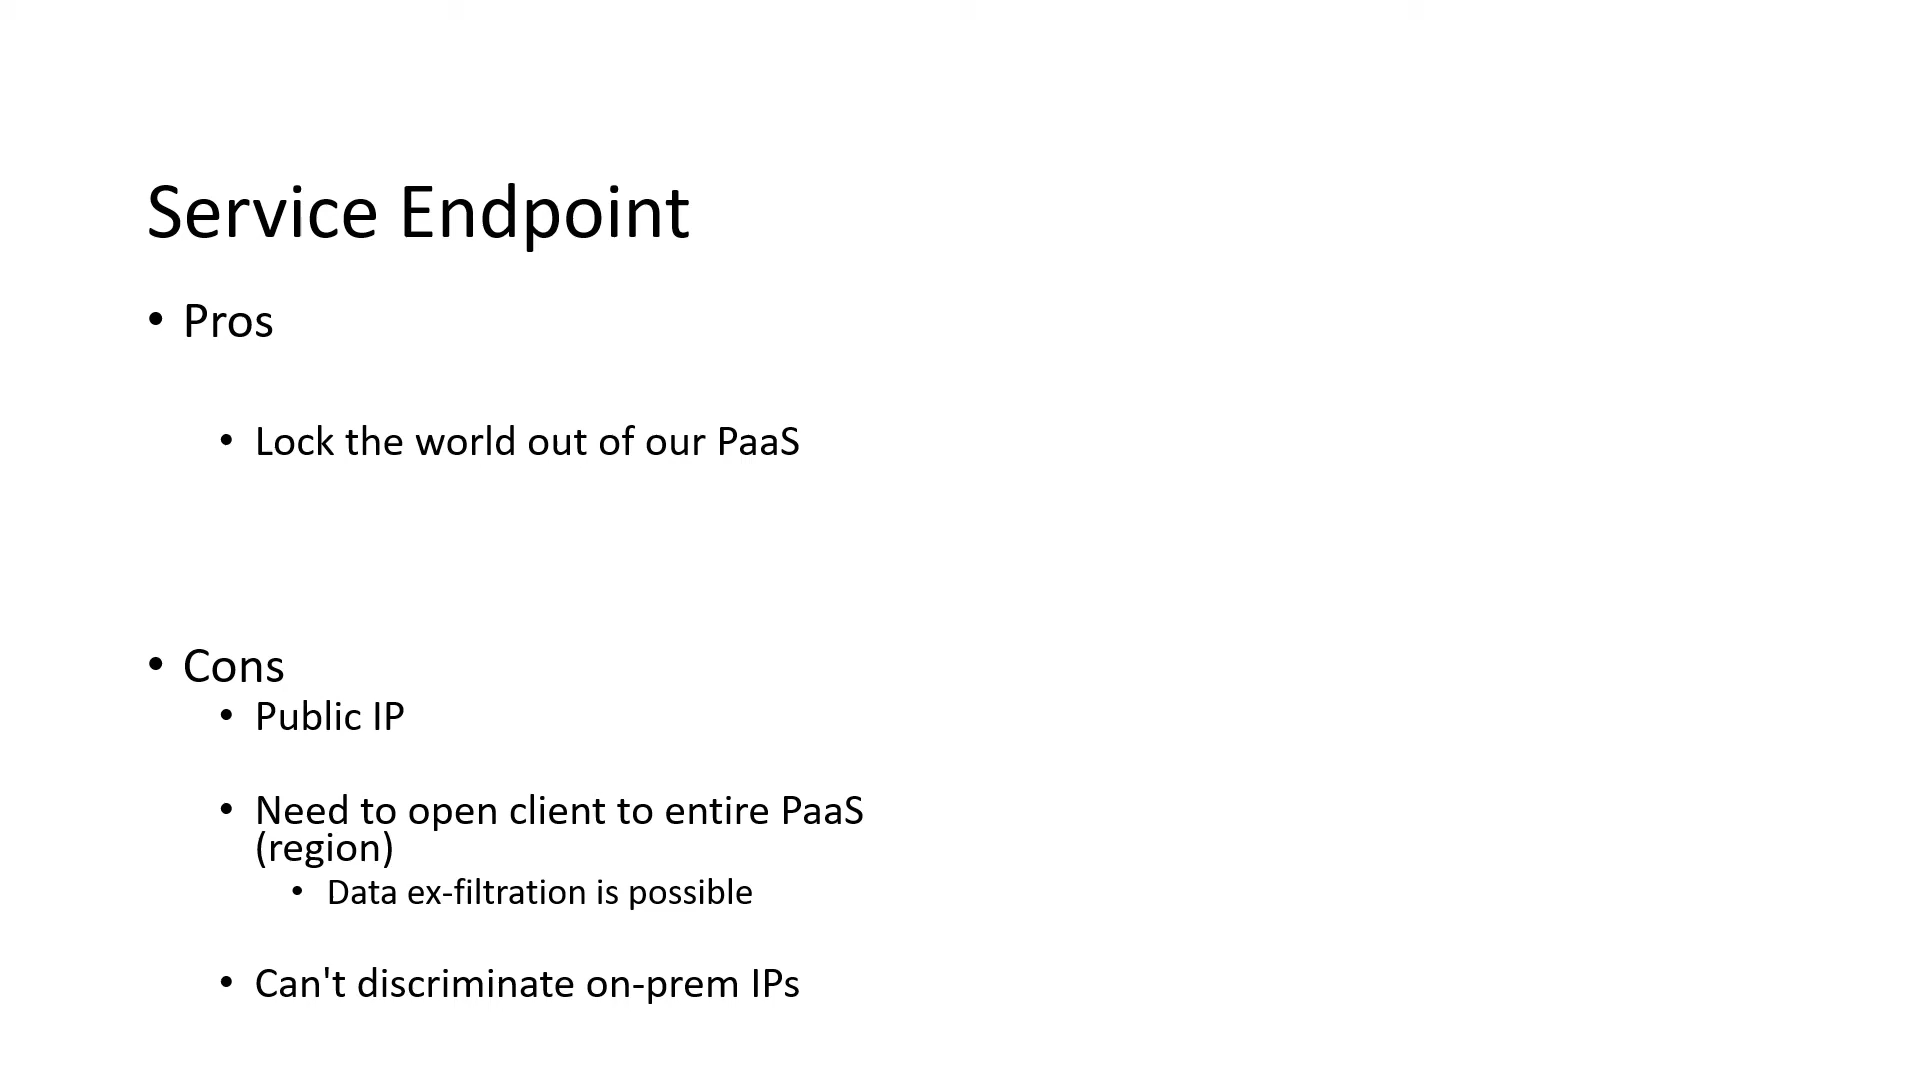 Service Endpoint
• Pros
• Lock the world out of our PaaS
• Cons
• Public IP
• Need to open client to entire PaaS
(region)
• Data ex-filtration is possible
• Can't discriminate on-prem IPs